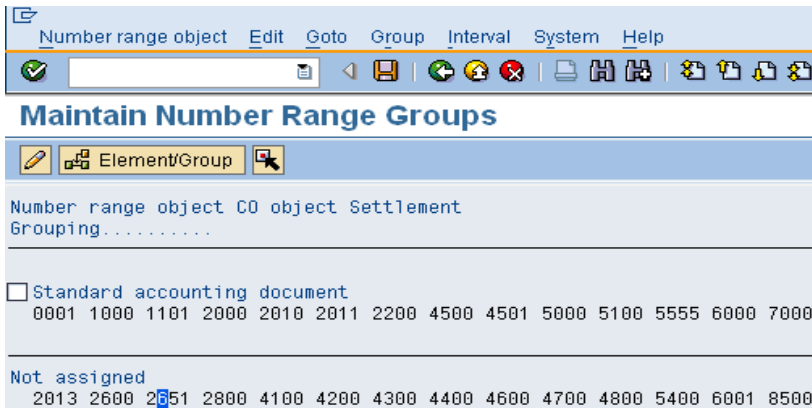 Number range object Edit Goto Group Interval System Help
Maintain Number Range Groups
Element/Group
Number range object CO object Settlement
Grouping..........
Standard accounting document
0001 1000 1101 2000 2010 2011 2200 4500 4501 5000 5100 5555 6000 7000
Not assigned
2013 2600 2651 2800 4100 4200 4300 4400 4600 4700 4800 5400 6001 8500